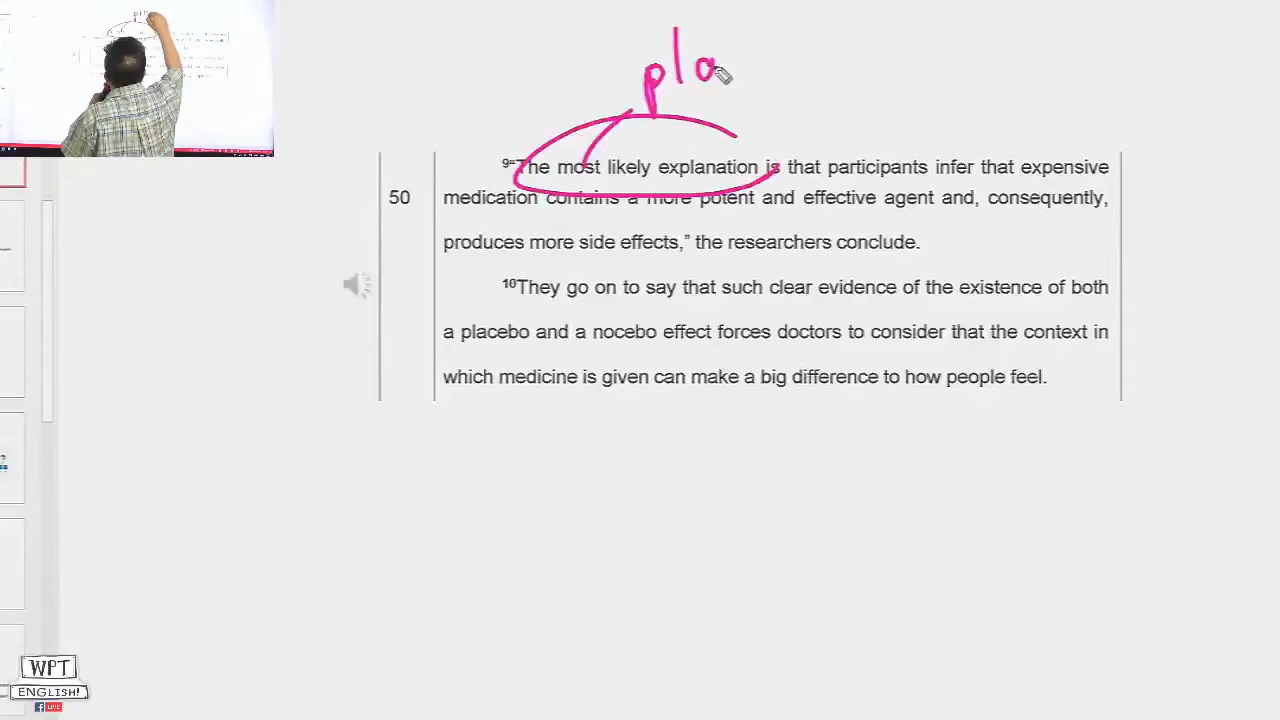 pla
⁹“The most likely explanation is that participants infer that expensive
50 medication contains a more potent and effective agent and, consequently,
produces more side effects,” the researchers conclude.
¹⁰They go on to say that such clear evidence of the existence of both
a placebo and a nocebo effect forces doctors to consider that the context in
which medicine is given can make a big difference to how people feel.
WPT
ENGLISH!
LIVE